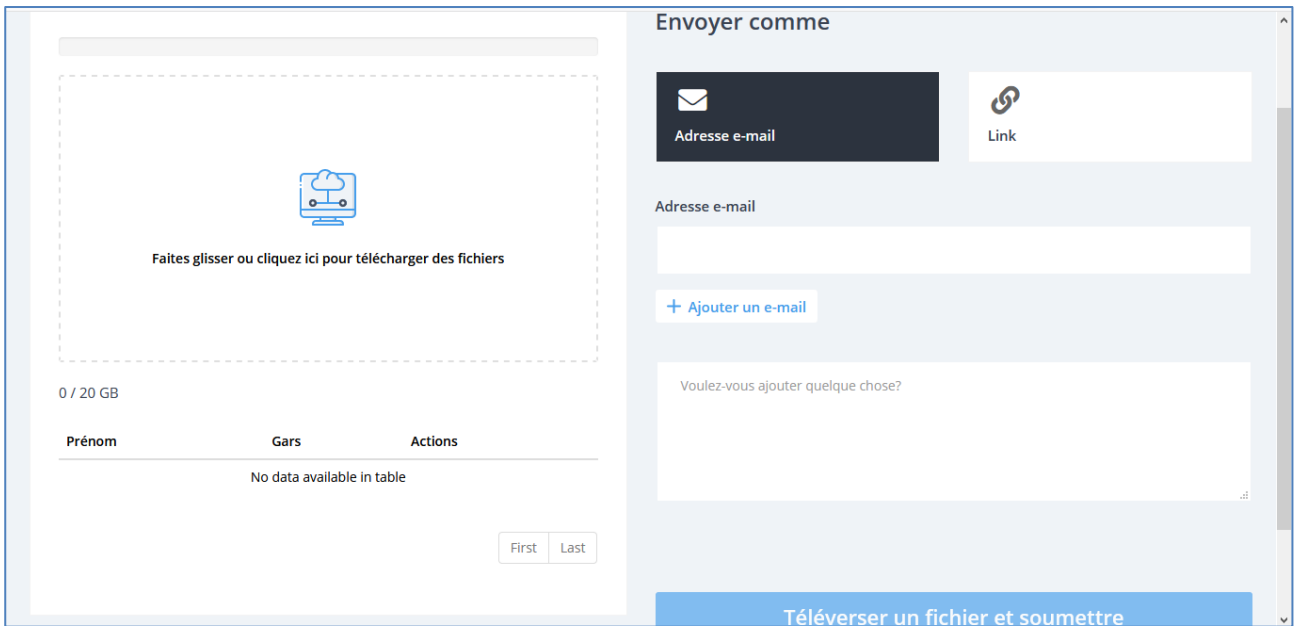 Envoyer comme
Adresse e-mail
Link
Faites glisser ou cliquez ici pour télécharger des fichiers
0 / 20 GB
Prénom Gars Actions
No data available in table
First Last
Adresse e-mail
+ Ajouter un e-mail
Voulez-vous ajouter quelque chose?
Téléverser un fichier et soumettre